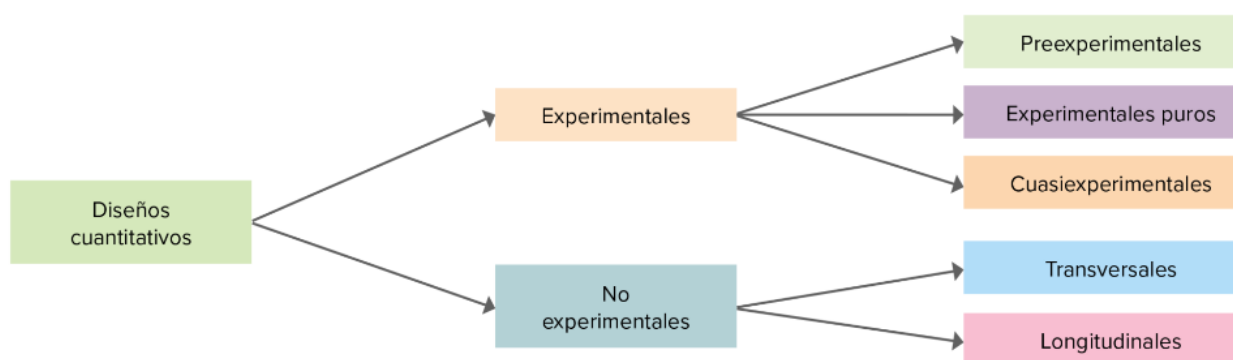 Diseños
cuantitativos
Experimentales
No
experimentales
Preexperimentales
Experimentales puros
Cuasiexperimentales
Transversales
Longitudinales